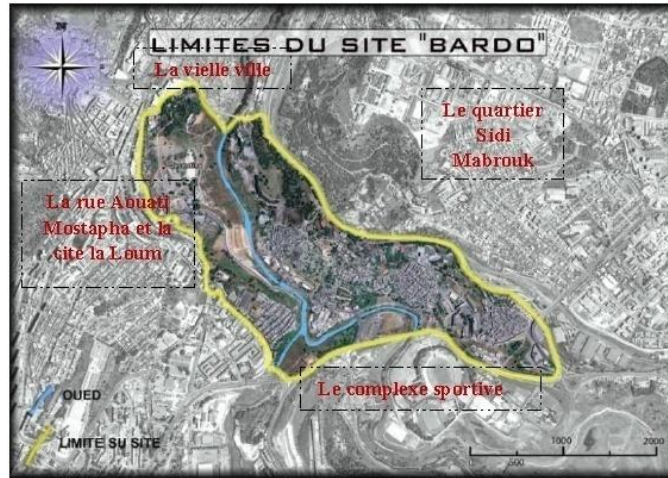 N
LIMITES DU SITE "BARDO"
La vielle ville
Le quartier
Sidi
Mabrouk
La rue Aouati
Mostapha et la
cité la Loum
Le complexe sportive
OUED
LIMITE SU SITE
0
500
1000
2000